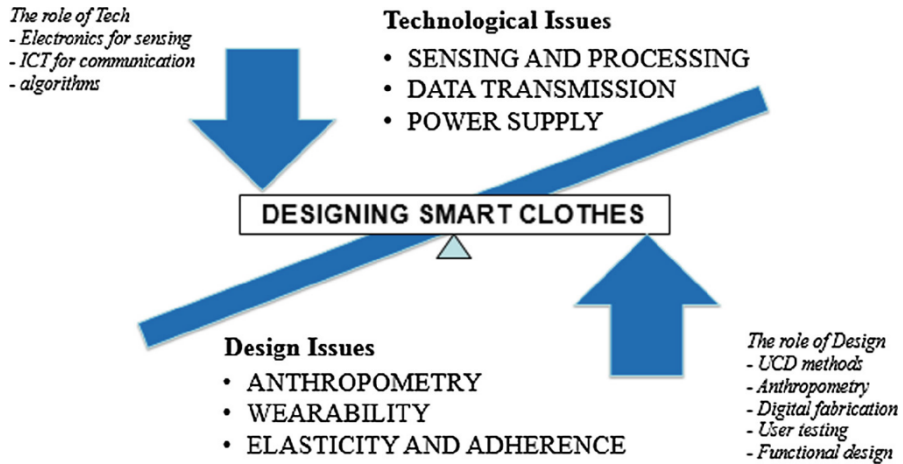 The role of Tech
- Electronics for sensing
- ICT for communication
- algorithms
Technological Issues
• SENSING AND PROCESSING
• DATA TRANSMISSION
• POWER SUPPLY
DESIGNING SMART CLOTHES
Design Issues
• ANTHROPOMETRY
• WEARABILITY
• ELASTICITY AND ADHERENCE
The role of Design
- UCD methods
- Anthropometry
- Digital fabrication
- User testing
- Functional design